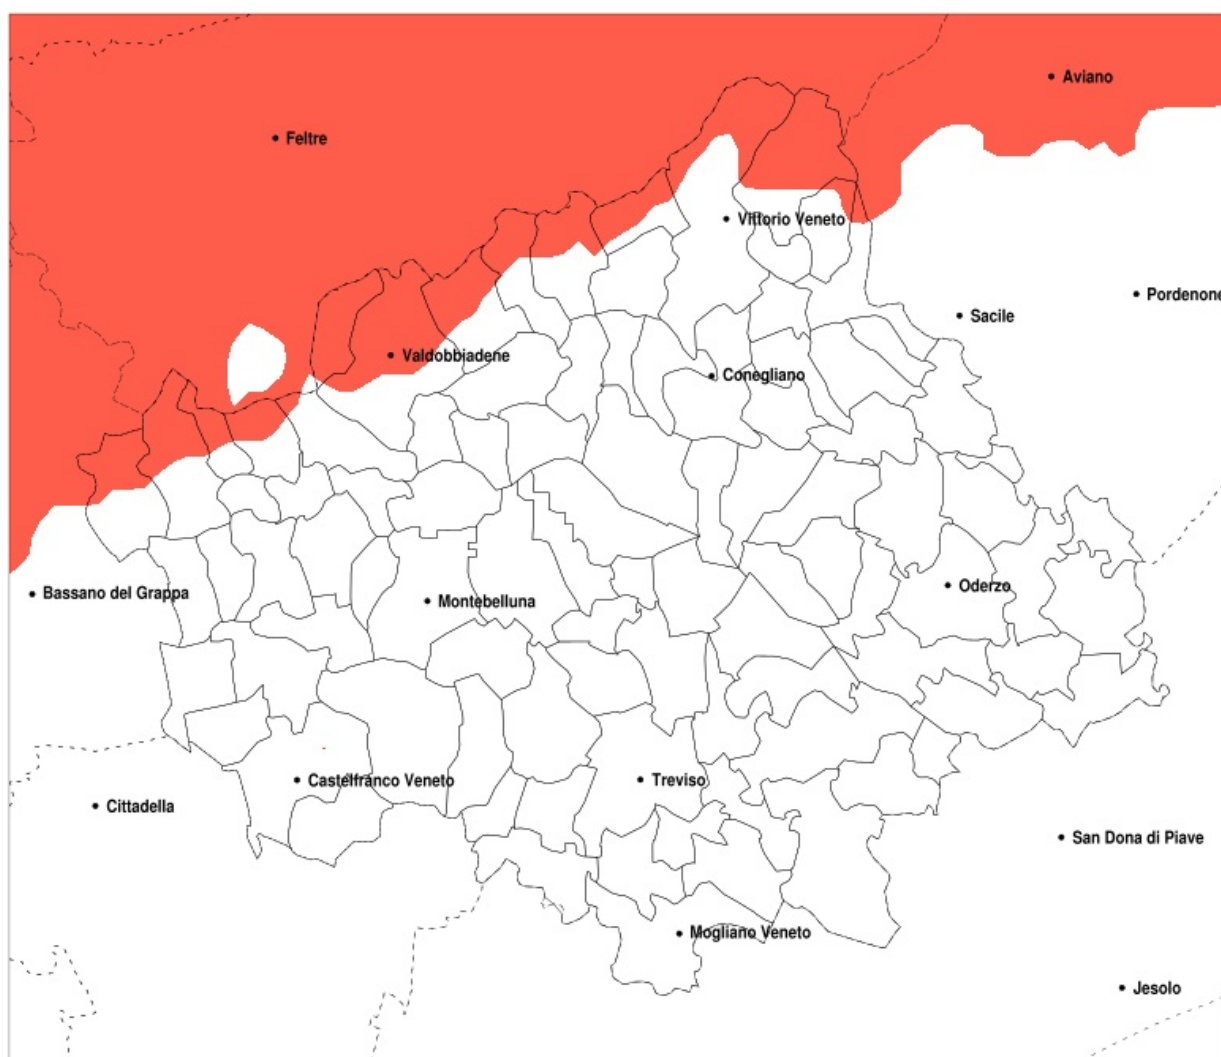 Aviano
Feltre
Vittorio Veneto
Pordenone
Sacile
Valdobbiadene
Conegliano
Oderzo
Bassano del Grappa
Montebelluna
Castelfranco Veneto
Treviso
Cittadella
San Dona di Piave
Mogliano Veneto
Jesolo